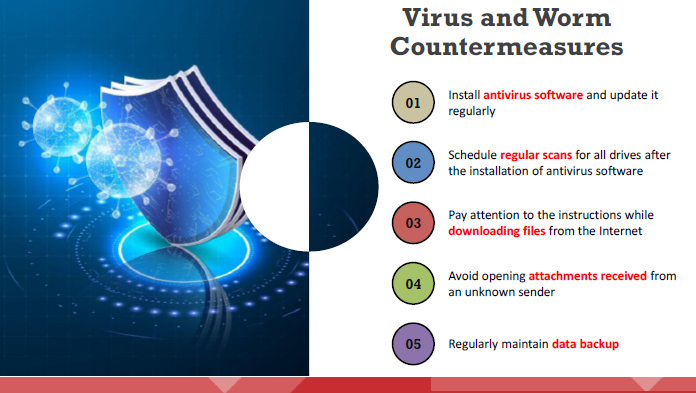 Virus and Worm
Countermeasures
01
Install antivirus software and update it
regularly
02
Schedule regular scans for all drives after
the installation of antivirus software
03
Pay attention to the instructions while
downloading files from the Internet
04
Avoid opening attachments received from
an unknown sender
05
Regularly maintain data backup